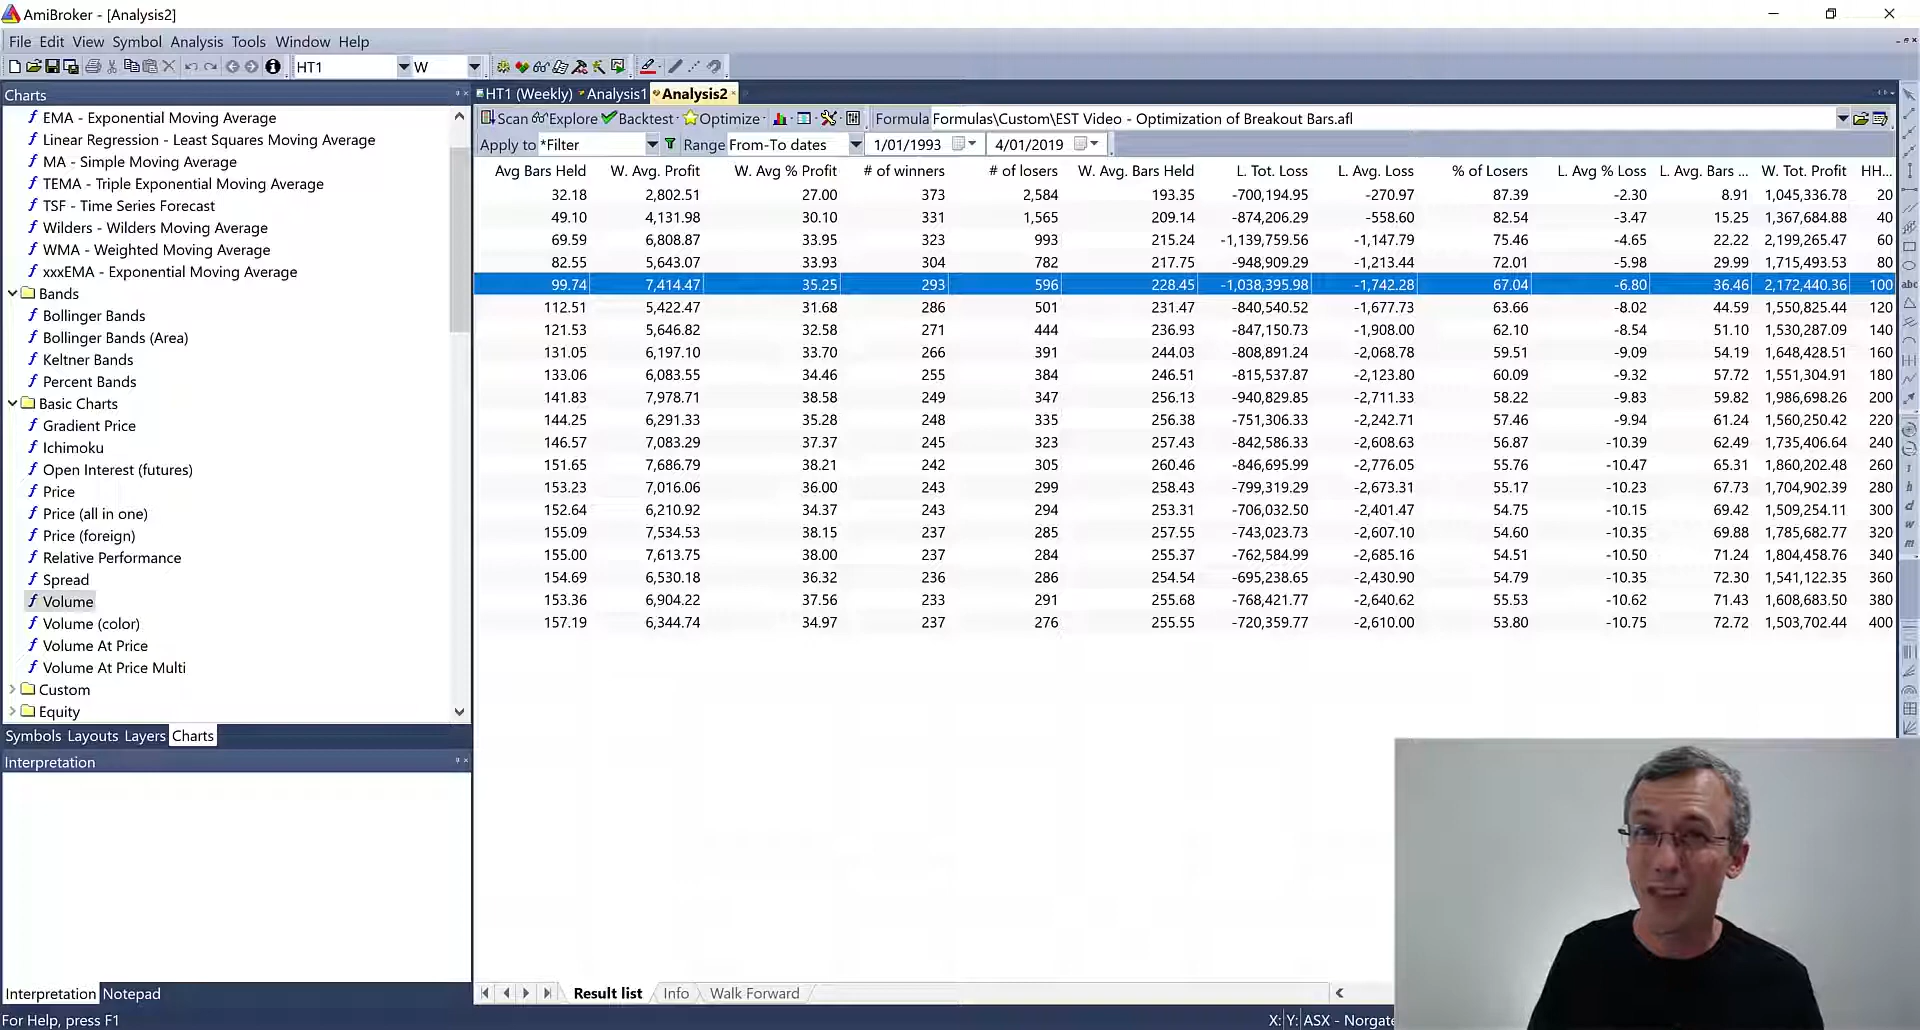 AmiBroker - [Analysis2]
File Edit View Symbol Analysis Tools Window Help
HT1 W
Charts
HT1 (Weekly) Analysis1 Analysis2
EMA - Exponential Moving Average
Linear Regression - Least Squares Moving Average
MA - Simple Moving Average
TEMA - Triple Exponential Moving Average
TSF - Time Series Forecast
Wilders - Wilders Moving Average
WMA - Weighted Moving Average
xxxEMA - Exponential Moving Average
Bands
Bollinger Bands
Bollinger Bands (Area)
Keltner Bands
Percent Bands
Basic Charts
Gradient Price
Ichimoku
Open Interest (futures)
Price
Price (all in one)
Price (foreign)
Relative Performance
Spread
Volume
Volume (color)
Volume At Price
Volume At Price Multi
Custom
Equity
Symbols Layouts Layers Charts
Interpretation
Interpretation Notepad
For Help, press F1
Scan Explore Backtest Optimize Formula Formulas\Custom\EST Video - Optimization of Breakout Bars.afl
Apply to *Filter Range From-To dates 1/01/1993 4/01/2019
Avg Bars Held W. Avg. Profit W. Avg % Profit # of winners # of losers W. Avg. Bars Held L. Tot. Loss L. Avg. Loss % of Losers L. Avg % Loss L. Avg. Bars ... W. Tot. Profit HH...
32.18 2,802.51 27.00 373 2,584 193.35 -700,194.95 -270.97 87.39 -2.30 8.91 1,045,336.78 20
49.10 4,131.98 30.10 331 1,565 209.14 -874,206.29 -558.60 82.54 -3.47 15.25 1,367,684.88 40
69.59 6,808.87 33.95 323 993 215.24 -1,139,759.56 -1,147.79 75.46 -4.65 22.22 2,199,265.47 60
82.55 5,643.07 33.93 304 782 217.75 -948,909.29 -1,213.44 72.01 -5.98 29.99 1,715,493.53 80
99.74 7,414.47 35.25 293 596 228.45 -1,038,395.98 -1,742.28 67.04 -6.80 36.46 2,172,440.36 100
112.51 5,422.47 31.68 286 501 231.47 -840,540.52 -1,677.73 63.66 -8.02 44.59 1,550,825.44 120
121.53 5,646.82 32.58 271 444 236.93 -847,150.73 -1,908.00 62.10 -8.54 51.10 1,530,287.09 140
131.05 6,197.10 33.70 266 391 244.03 -808,891.24 -2,068.78 59.51 -9.09 54.19 1,648,428.51 160
133.06 6,083.55 34.46 255 384 246.51 -815,537.87 -2,123.80 60.09 -9.32 57.72 1,551,304.91 180
141.83 7,978.71 38.58 249 347 256.13 -940,829.85 -2,711.33 58.22 -9.83 59.82 1,986,698.26 200
144.25 6,291.33 35.28 248 335 256.38 -751,306.33 -2,242.71 57.46 -9.94 61.24 1,560,250.42 220
146.57 7,083.29 37.37 245 323 257.43 -842,586.33 -2,608.63 56.87 -10.39 62.49 1,735,406.64 240
151.65 7,686.79 38.21 242 305 260.46 -846,695.99 -2,776.05 55.76 -10.47 65.31 1,860,202.48 260
153.23 7,016.06 36.00 243 299 258.43 -799,319.29 -2,673.31 55.17 -10.23 67.73 1,704,902.39 280
152.64 6,210.92 34.37 243 294 253.31 -706,032.50 -2,401.47 54.75 -10.15 69.42 1,509,254.11 300
155.09 7,534.53 38.15 237 285 257.55 -743,023.73 -2,607.10 54.60 -10.35 69.88 1,785,682.77 320
155.00 7,613.75 38.00 237 284 255.37 -762,584.99 -2,685.16 54.51 -10.50 71.24 1,804,458.76 340
154.69 6,530.18 36.32 236 286 254.54 -695,238.65 -2,430.90 54.79 -10.35 72.30 1,541,122.35 360
153.36 6,904.22 37.56 233 291 255.68 -768,421.77 -2,640.62 55.53 -10.62 71.43 1,608,683.50 380
157.19 6,344.74 34.97 237 276 255.55 -720,359.77 -2,610.00 53.80 -10.75 72.72 1,503,702.44 400
Result list Info Walk Forward
X: Y: ASX - Norgate
abc
h
d
w
m